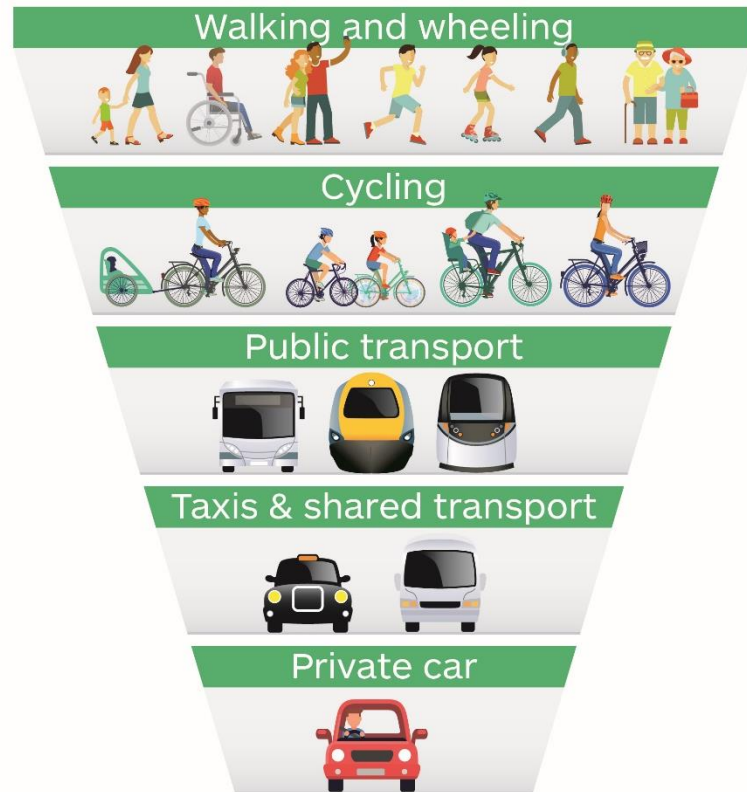 Walking and wheeling
Cycling
Public transport
Taxis & shared transport
Private car